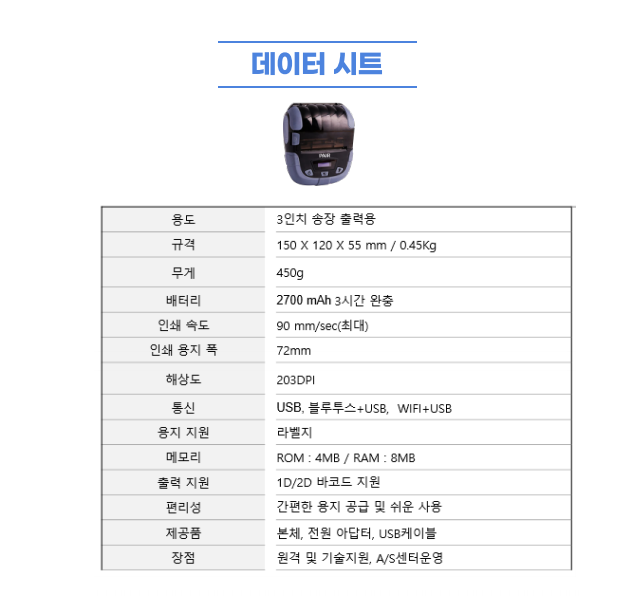 데이터 시트
용도 3인치 송장 출력용
규격 150 X 120 X 55 mm / 0.45Kg
무게 450g
배터리 2700 mAh 3시간 완충
인쇄 속도 90 mm/sec(최대)
인쇄 용지 폭 72mm
해상도 203DPI
통신 USB, 블루투스+USB, WIFI+USB
용지 지원 라벨지
메모리 ROM : 4MB / RAM : 8MB
출력 지원 1D/2D 바코드 지원
편리성 간편한 용지 공급 및 쉬운 사용
제공품 본체, 전원 아답터, USB케이블
장점 원격 및 기술지원, A/S센터운영